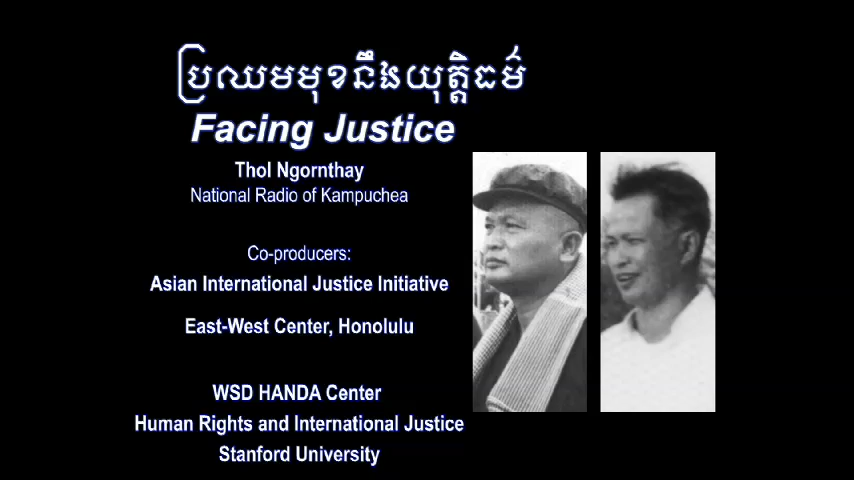 ប្រឈមមុខនឹងយុត្តិធម៌
Facing Justice
Thol Ngornthay
National Radio of Kampuchea
Co-producers:
Asian International Justice Initiative
East-West Center, Honolulu
WSD HANDA Center
Human Rights and International Justice
Stanford University